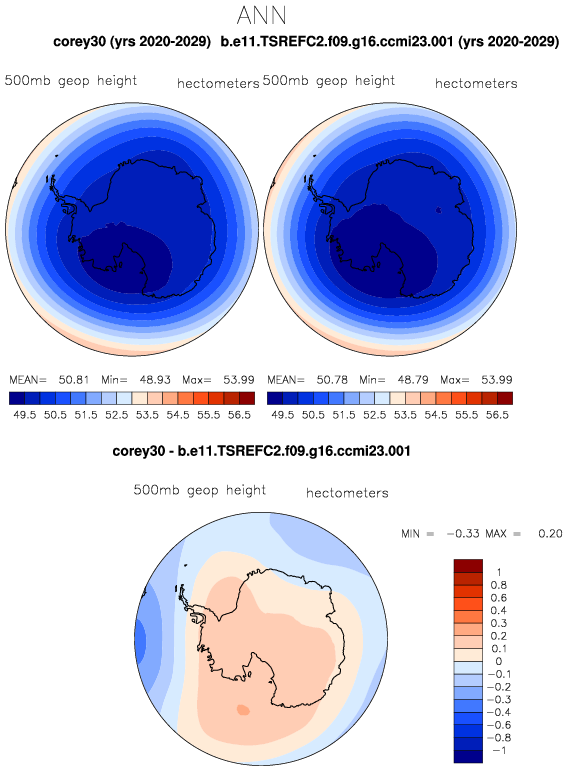 ANN
corey30 (yrs 2020-2029) b.e11.TSREFC2.f09.g16.ccmi23.001 (yrs 2020-2029)
500mb geop height hectometers 500mb geop height hectometers
MEAN= 50.81 Min= 48.93 Max= 53.99 MEAN= 50.78 Min= 48.79 Max= 53.99
49.5 50.5 51.5 52.5 53.5 54.5 55.5 56.5 49.5 50.5 51.5 52.5 53.5 54.5 55.5 56.5
corey30 - b.e11.TSREFC2.f09.g16.ccmi23.001
500mb geop height hectometers
MIN = -0.33 MAX = 0.20
1
0.8
0.6
0.4
0.3
0.2
0.1
0
-0.1
-0.2
-0.3
-0.4
-0.6
-0.8
-1